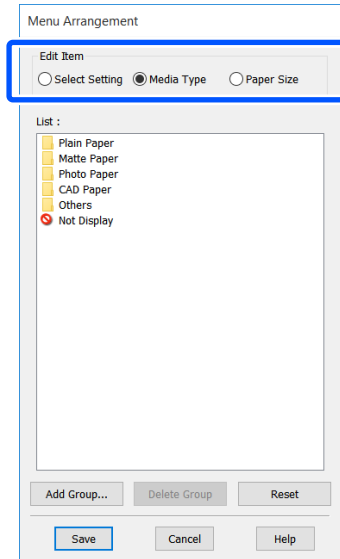 Menu Arrangement
Edit Item
Select Setting Media Type Paper Size
List :
Plain Paper
Matte Paper
Photo Paper
CAD Paper
Others
Not Display
Add Group... Delete Group Reset
Save Cancel Help